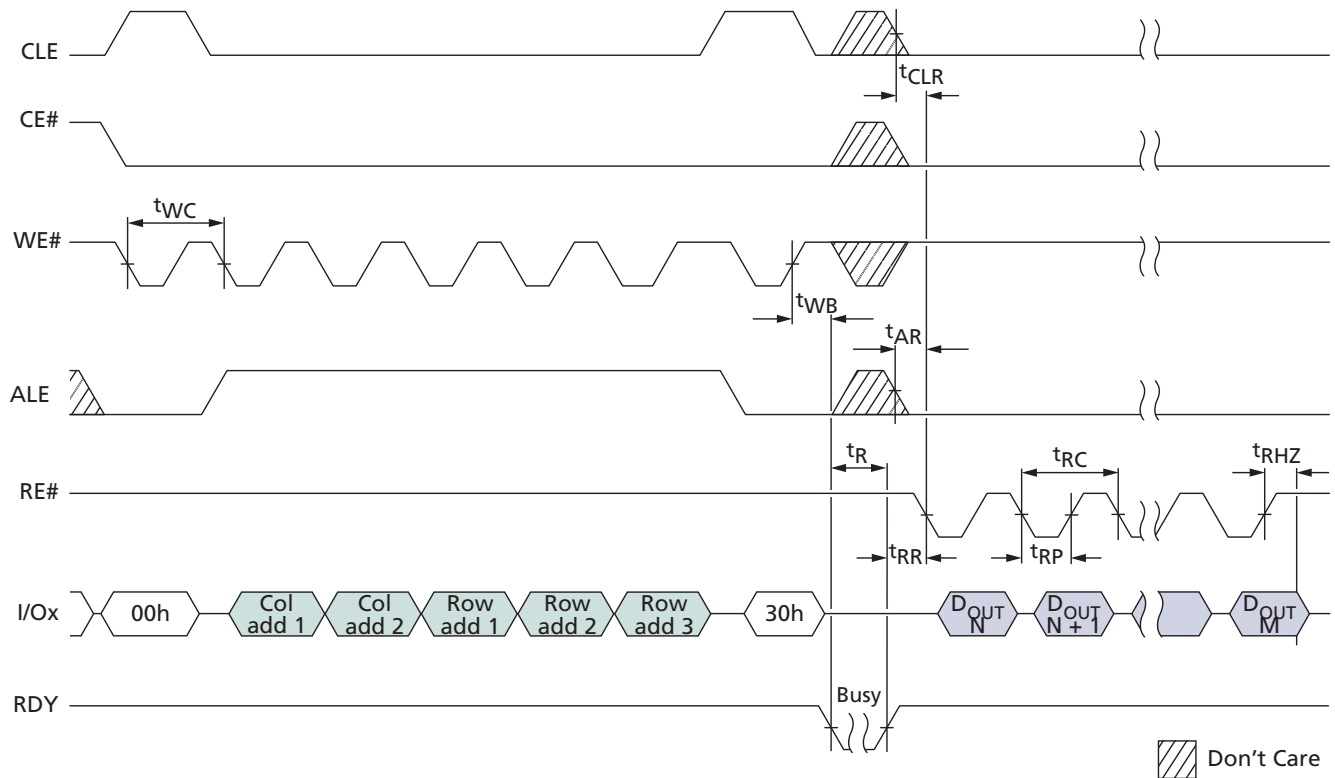 CLE
tCLR
CE#
tWC
WE#
tWB
tAR
ALE
tR
tRC
tRHZ
RE#
tRR
tRP
I/Ox
00h
Col
add 1
Col
add 2
Row
add 1
Row
add 2
Row
add 3
30h
DOUT
N
DOUT
N + 1
DOUT
M
RDY
Busy
Don't Care